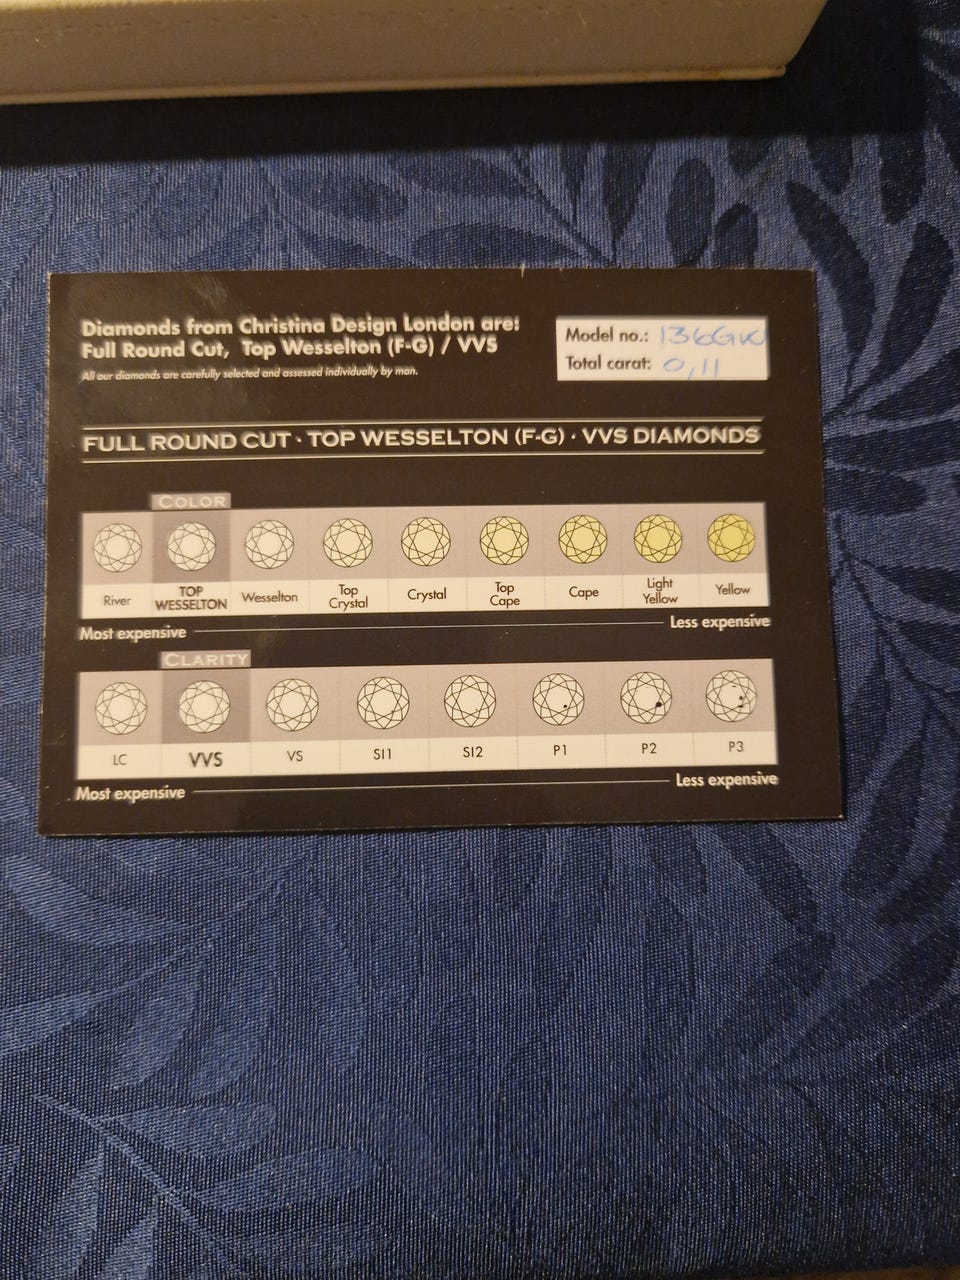 Diamonds from Christina Design London are:
Full Round Cut, Top Wesselton (F-G) / VVS
All our diamonds are carefully selected and assessed individually by man.
Model no.: 136GW
Total carat: 0,11
FULL ROUND CUT · TOP WESSELTON (F-G) · VVS DIAMONDS
COLOR
River
TOP
WESSELTON
Wesselton
Top
Crystal
Crystal
Top
Cape
Cape
Light
Yellow
Yellow
Most expensive
Less expensive
CLARITY
LC
VVS
VS
SI1
SI2
P1
P2
P3
Most expensive
Less expensive